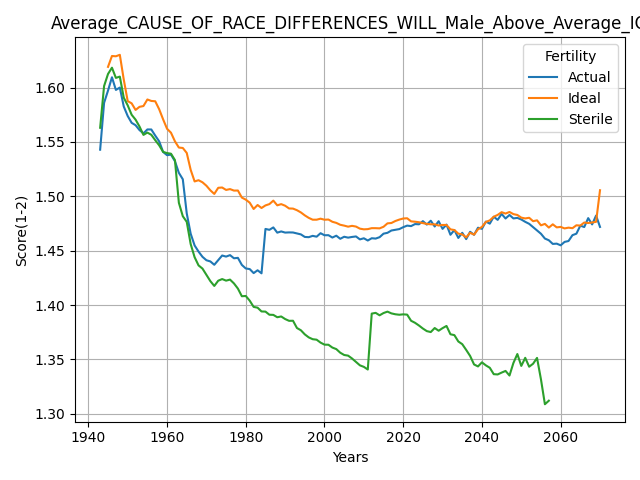 Average_CAUSE_OF_RACE_DIFFERENCES_WILL_Male_Above_Average_IQ
Fertility
Actual
Ideal
Sterile
Score(1-2)
1.60
1.55
1.50
1.45
1.40
1.35
1.30
1940 1960 1980 2000 2020 2040 2060
Years